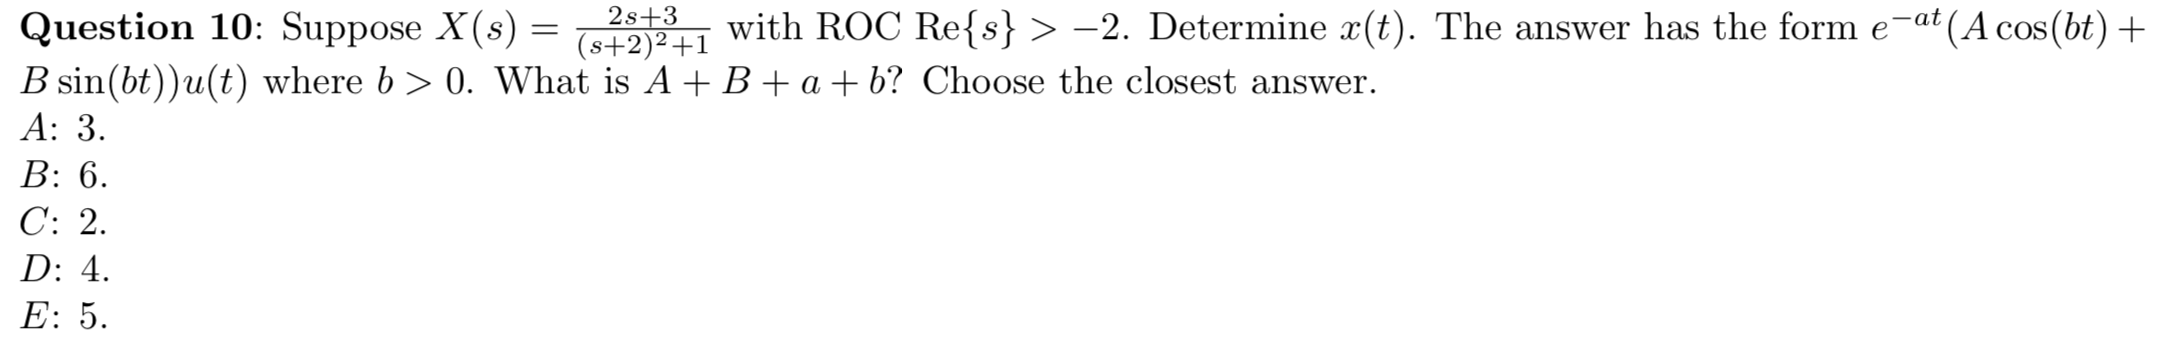 Question 10: Suppose X(s) = \frac{2s+3}{(s+2)^2+1} with ROC Re{s} > −2. Determine x(t). The answer has the form e^{−at}(A cos(bt) +
B sin(bt))u(t) where b > 0. What is A + B + a + b? Choose the closest answer.
A: 3.
B: 6.
C: 2.
D: 4.
E: 5.